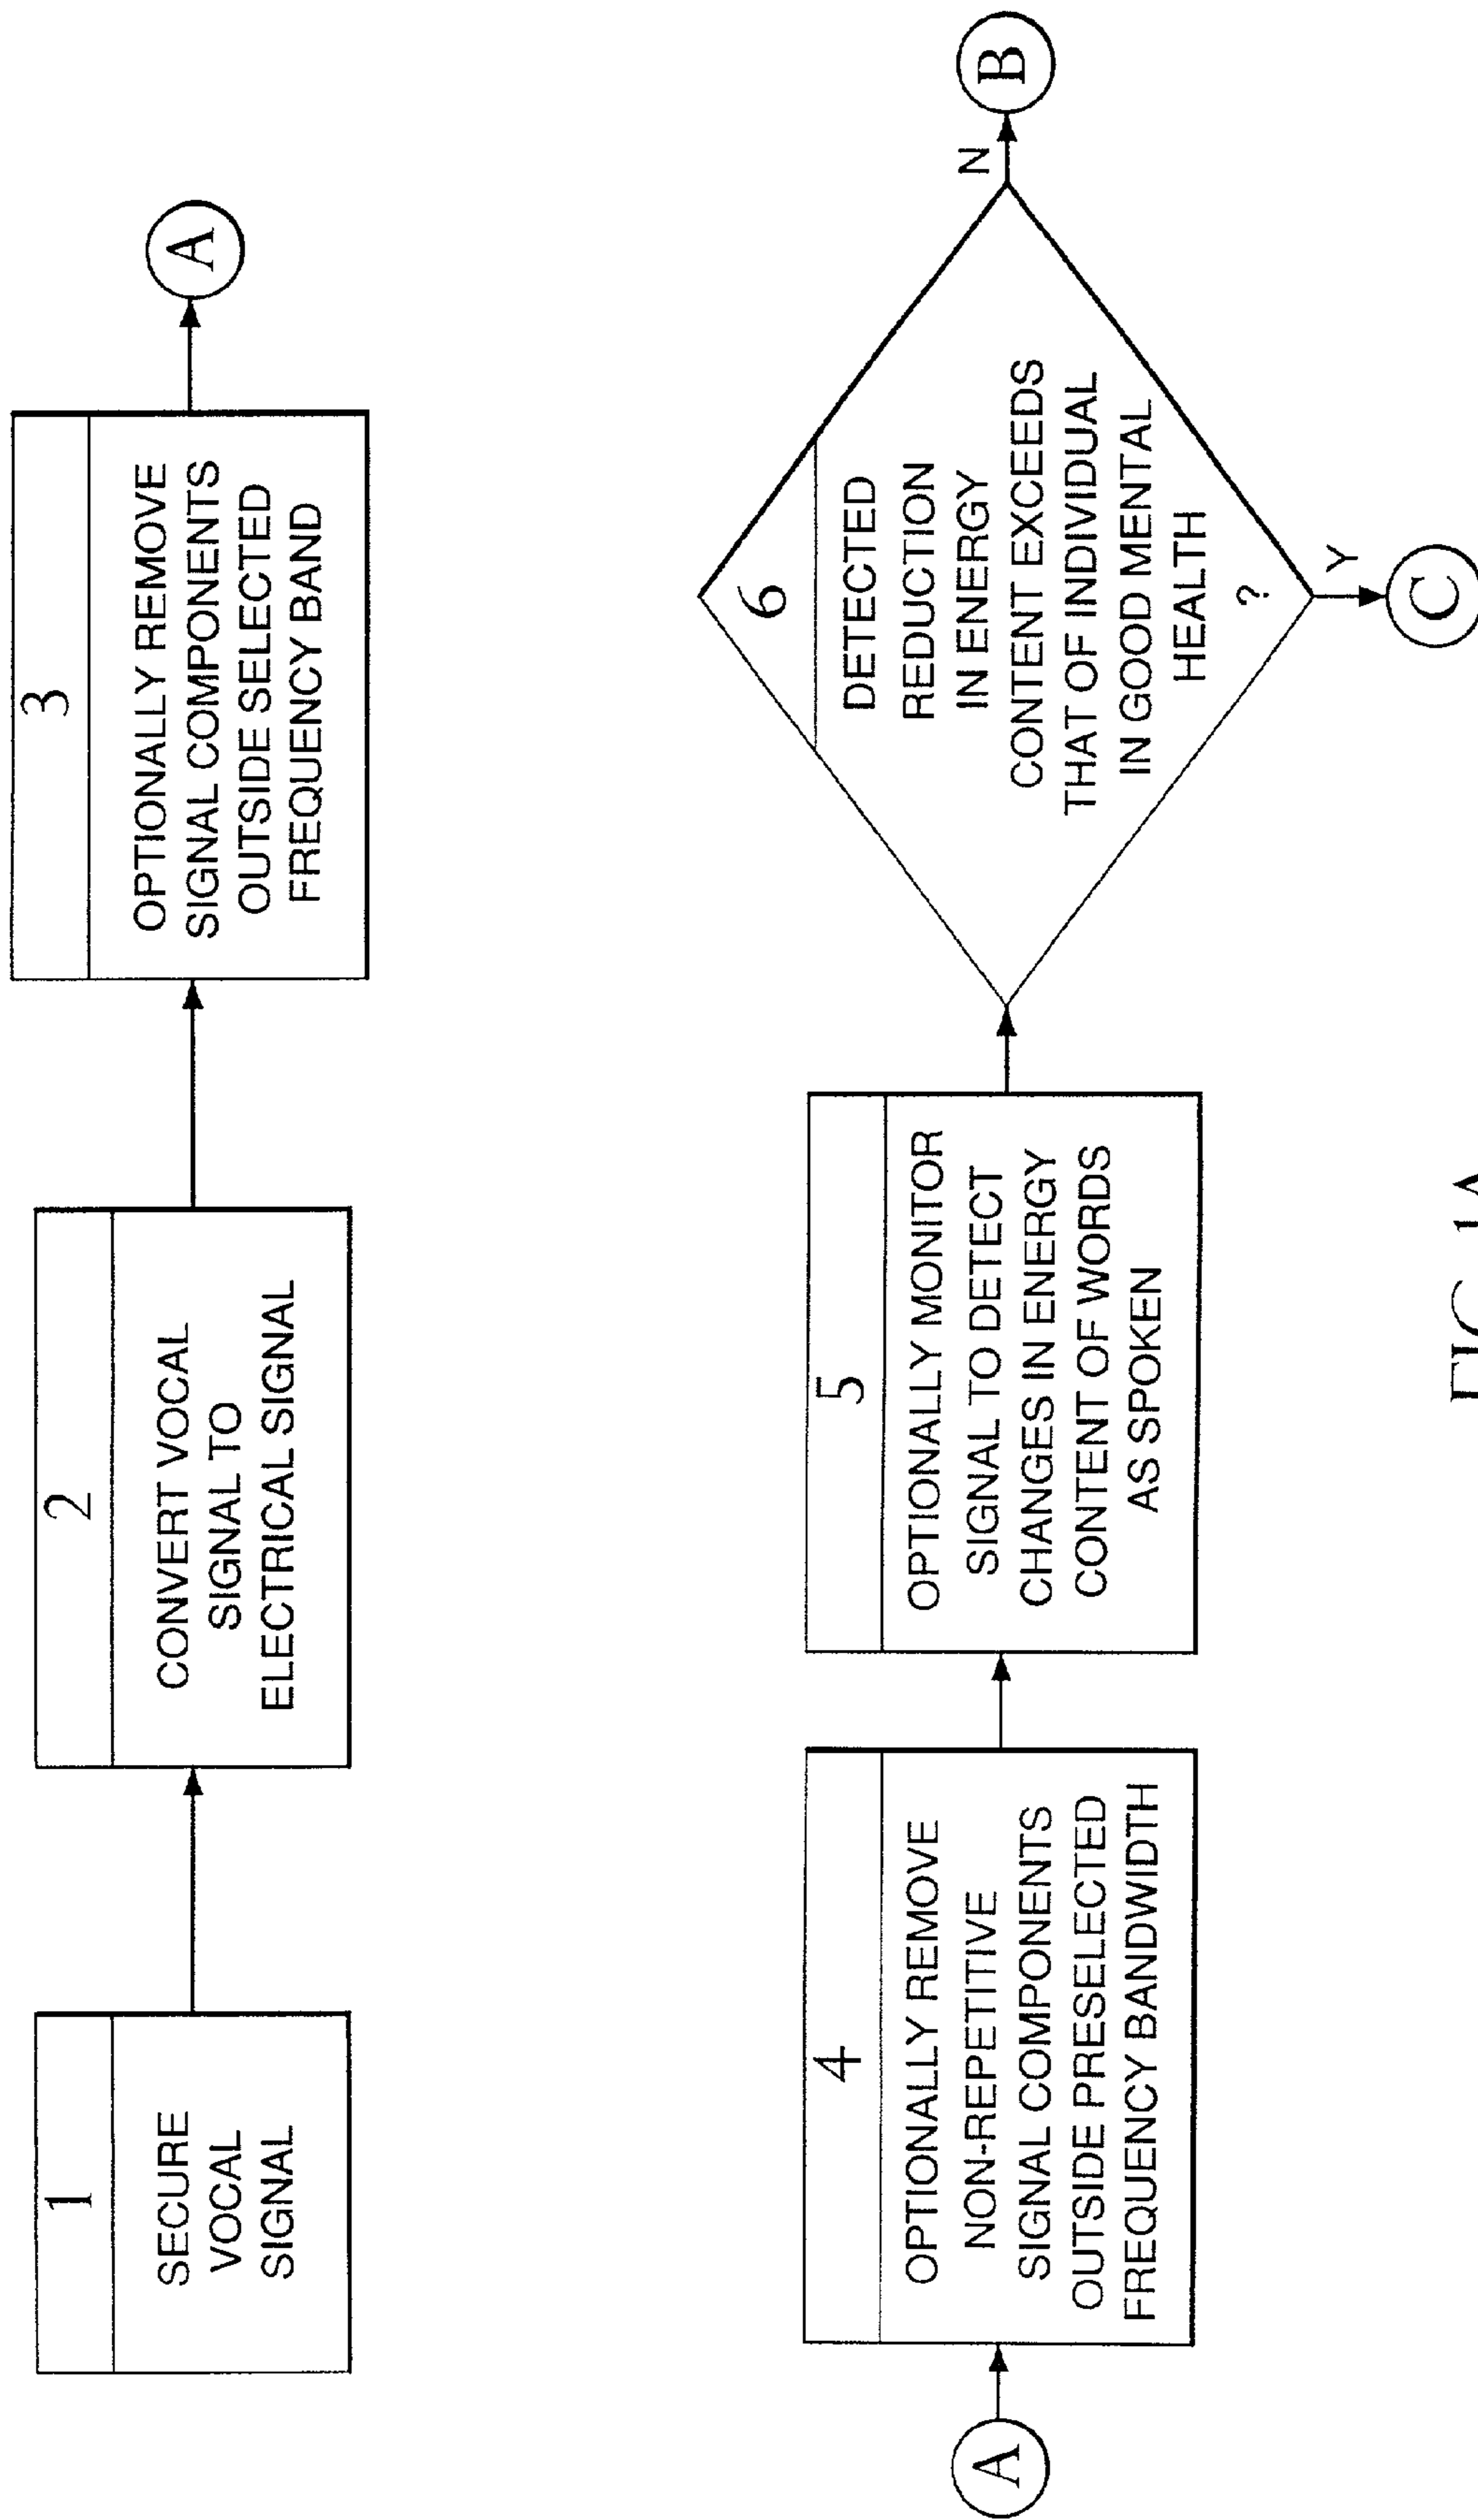 1
SECURE
VOCAL
SIGNAL
2
CONVERT VOCAL
SIGNAL TO
ELECTRICAL SIGNAL
3
OPTIONALLY REMOVE
SIGNAL COMPONENTS
OUTSIDE SELECTED
FREQUENCY BAND
A
A
4
OPTIONALLY REMOVE
NON-REPETITIVE
SIGNAL COMPONENTS
OUTSIDE PRESELECTED
FREQUENCY BANDWIDTH
5
OPTIONALLY MONITOR
SIGNAL TO DETECT
CHANGES IN ENERGY
CONTENT OF WORDS
AS SPOKEN
6
DETECTED
REDUCTION
IN ENERGY
CONTENT EXCEEDS
THAT OF INDIVIDUAL
IN GOOD MENTAL
HEALTH
?
N
B
Y
C
FIG. 1A